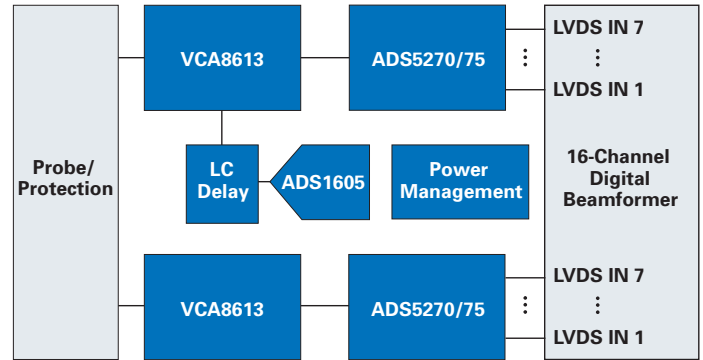 VCA8613
ADS5270/75
LVDS IN 7
LVDS IN 1
Probe/
Protection
LC
Delay
ADS1605
Power
Management
16-Channel
Digital
Beamformer
VCA8613
ADS5270/75
LVDS IN 7
LVDS IN 1